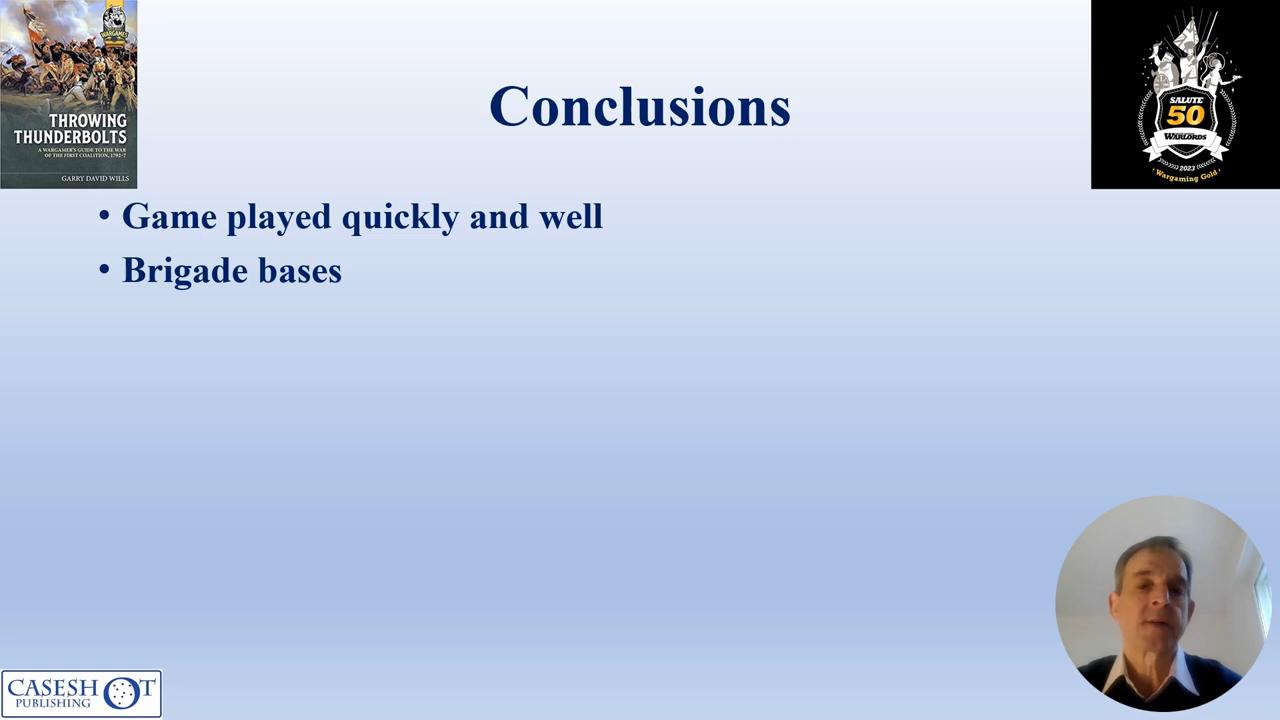 WARGAMES
THROWING
THUNDERBOLTS
A WARGAMER'S GUIDE TO THE WAR
OF THE FIRST COALITION, 1792-7
GARRY DAVID WILLS
Conclusions
SALUTE
50
WARLORDS
2023
Wargaming Gold
• Game played quickly and well
• Brigade bases
CASESHOT
PUBLISHING